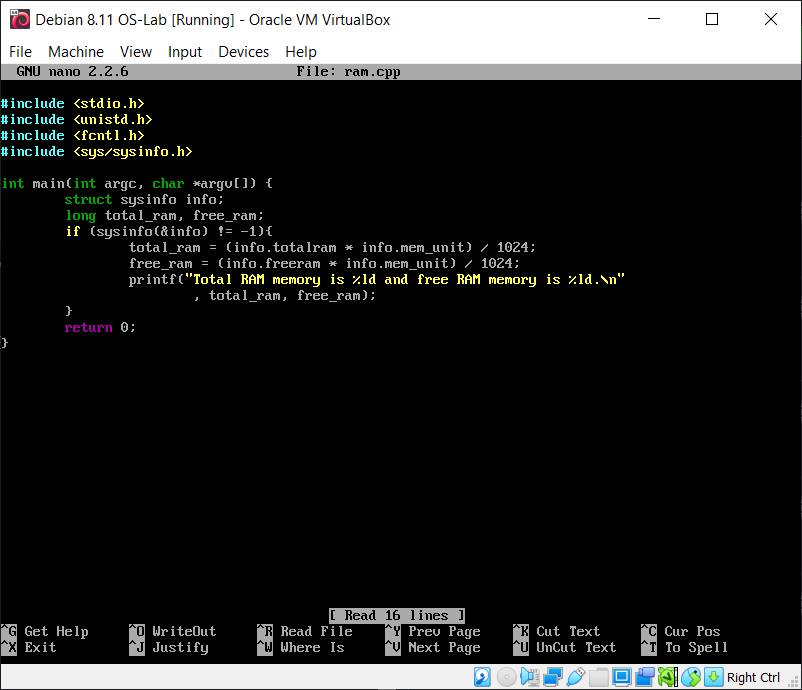 Debian 8.11 OS-Lab [Running] - Oracle VM VirtualBox
File Machine View Input Devices Help
GNU nano 2.2.6 File: ram.cpp
#include <stdio.h>
#include <unistd.h>
#include <fcntl.h>
#include <sys/sysinfo.h>
int main(int argc, char *argv[]) {
        struct sysinfo info;
        long total_ram, free_ram;
        if (sysinfo(&info) != -1){
                total_ram = (info.totalram * info.mem_unit) / 1024;
                free_ram = (info.freeram * info.mem_unit) / 1024;
                printf("Total RAM memory is %ld and free RAM memory is %ld.\n"
                        , total_ram, free_ram);
        }
        return 0;
}
[ Read 16 lines ]
^G Get Help ^O WriteOut ^R Read File ^Y Prev Page ^K Cut Text ^C Cur Pos
^X Exit ^J Justify ^W Where Is ^V Next Page ^U UnCut Text ^T To Spell
Right Ctrl